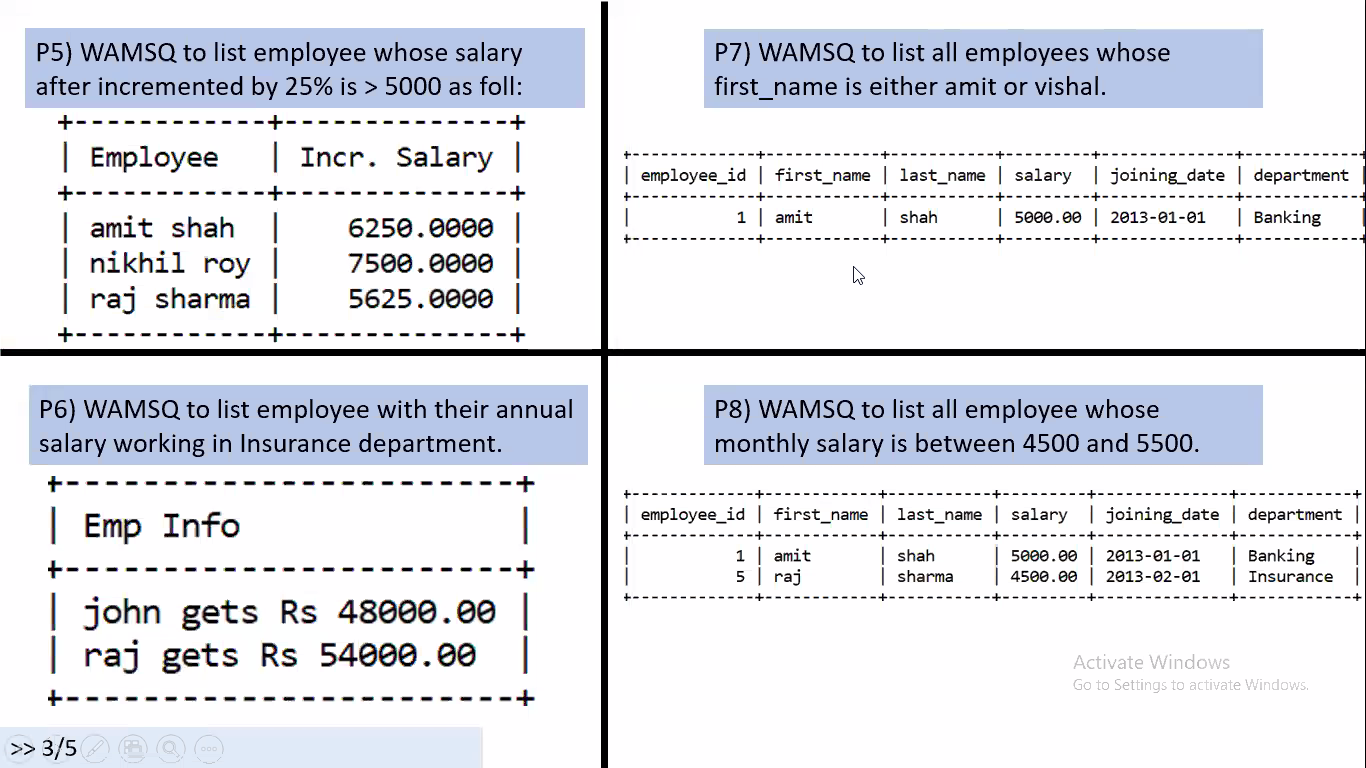 P5) WAMSQ to list employee whose salary
after incremented by 25% is > 5000 as foll:
+------------+--------------+
| Employee | Incr. Salary |
+------------+--------------+
| amit shah | 6250.0000 |
| nikhil roy | 7500.0000 |
| raj sharma | 5625.0000 |
+------------+--------------+
P6) WAMSQ to list employee with their annual
salary working in Insurance department.
+------------------------+
| Emp Info |
+------------------------+
| john gets Rs 48000.00 |
| raj gets Rs 54000.00 |
+------------------------+
>> 3/5
P7) WAMSQ to list all employees whose
first_name is either amit or vishal.
+-------------+------------+-----------+---------+--------------+------------+
| employee_id | first_name | last_name | salary | joining_date | department |
+-------------+------------+-----------+---------+--------------+------------+
| 1 | amit | shah | 5000.00 | 2013-01-01 | Banking |
+-------------+------------+-----------+---------+--------------+------------+
P8) WAMSQ to list all employee whose
monthly salary is between 4500 and 5500.
+-------------+------------+-----------+---------+--------------+------------+
| employee_id | first_name | last_name | salary | joining_date | department |
+-------------+------------+-----------+---------+--------------+------------+
| 1 | amit | shah | 5000.00 | 2013-01-01 | Banking |
| 5 | raj | sharma | 4500.00 | 2013-02-01 | Insurance |
+-------------+------------+-----------+---------+--------------+------------+
Activate Windows
Go to Settings to activate Windows.